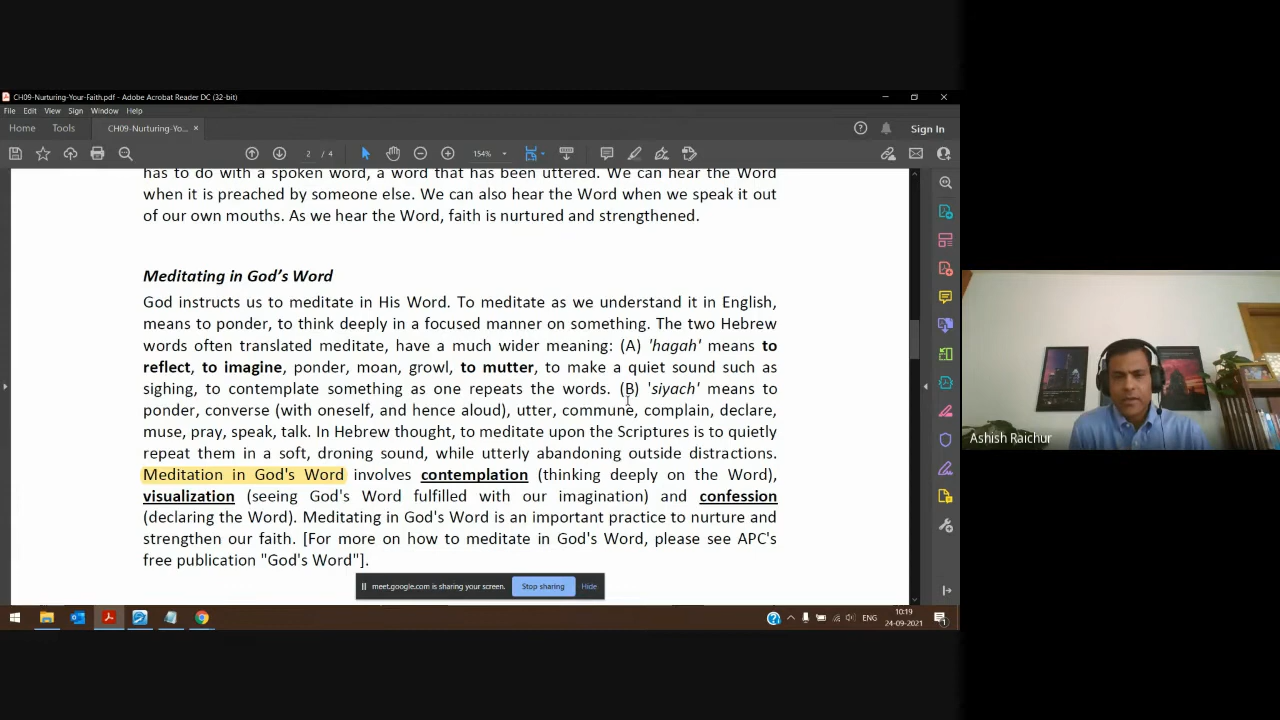 CH09-Nurturing-Your-Faith.pdf - Adobe Acrobat Reader DC (32-bit)
File Edit View Sign Window Help
Home Tools CH09-Nurturing-Yo... × Sign In
2 / 4 154%
has to do with a spoken word, a word that has been uttered. We can hear the Word
when it is preached by someone else. We can also hear the Word when we speak it out
of our own mouths. As we hear the Word, faith is nurtured and strengthened.
Meditating in God's Word
God instructs us to meditate in His Word. To meditate as we understand it in English,
means to ponder, to think deeply in a focused manner on something. The two Hebrew
words often translated meditate, have a much wider meaning: (A) 'hagah' means to
reflect, to imagine, ponder, moan, growl, to mutter, to make a quiet sound such as
sighing, to contemplate something as one repeats the words. (B) 'siyach' means to
ponder, converse (with oneself, and hence aloud), utter, commune, complain, declare,
muse, pray, speak, talk. In Hebrew thought, to meditate upon the Scriptures is to quietly
repeat them in a soft, droning sound, while utterly abandoning outside distractions.
Meditation in God's Word involves contemplation (thinking deeply on the Word),
visualization (seeing God's Word fulfilled with our imagination) and confession
(declaring the Word). Meditating in God's Word is an important practice to nurture and
strengthen our faith. [For more on how to meditate in God's Word, please see APC's
free publication "God's Word"].
meet.google.com is sharing your screen. Stop sharing Hide
ENG
10:19
24-09-2021
Ashish Raichur